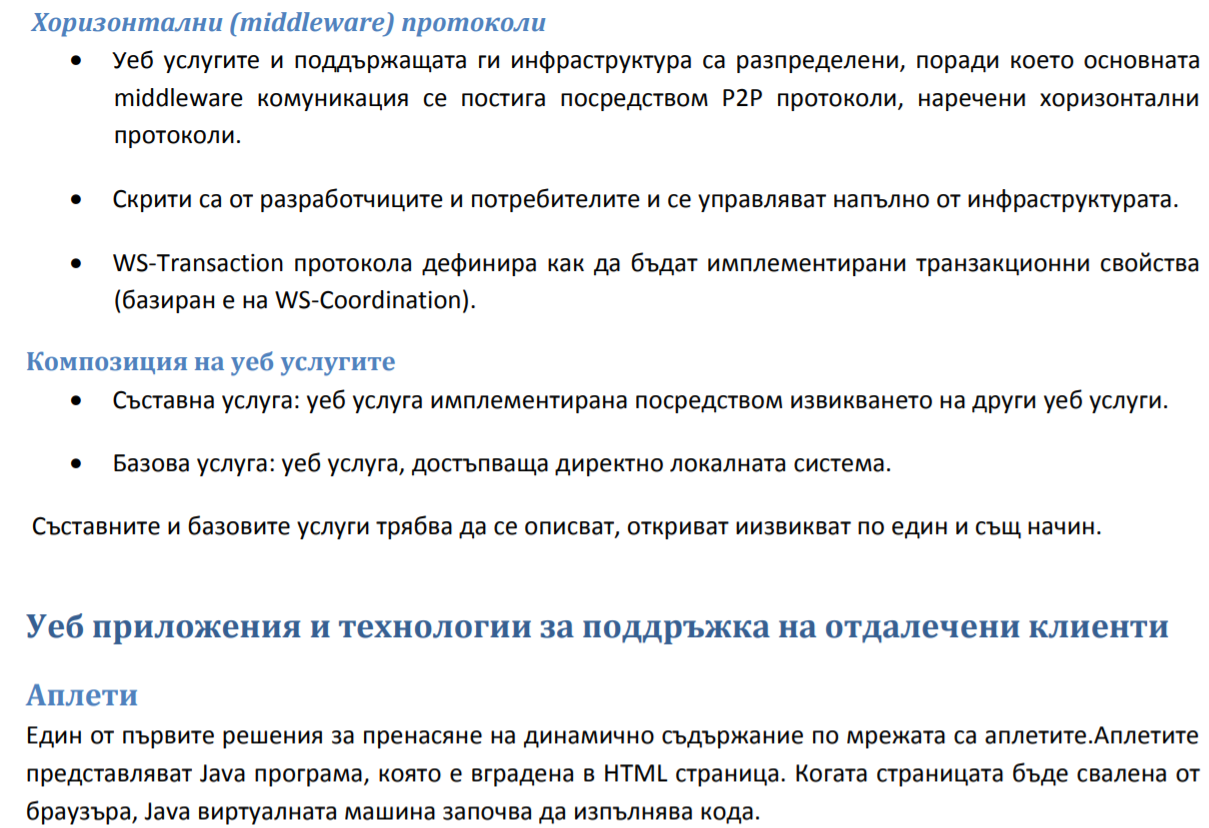 Хоризонтални (middleware) протоколи
• Уеб услугите и поддържащата ги инфраструктура са разпределени, поради което основната
middleware комуникация се постига посредством P2P протоколи, наречени хоризонтални
протоколи.
• Скрити са от разработчиците и потребителите и се управляват напълно от инфраструктурата.
• WS-Transaction протокола дефинира как да бъдат имплементирани транзакционни свойства
(базиран е на WS-Coordination).
Композиция на уеб услугите
• Съставна услуга: уеб услуга имплементирана посредством извикването на други уеб услуги.
• Базова услуга: уеб услуга, достъпваща директно локалната система.
Съставните и базовите услуги трябва да се описват, откриват иизвикват по един и същ начин.
Уеб приложения и технологии за поддръжка на отдалечени клиенти
Аплети
Един от първите решения за пренасяне на динамично съдържание по мрежата са аплетите.Аплетите
представляват Java програма, която е вградена в HTML страница. Когата страницата бъде свалена от
браузъра, Java виртуалната машина започва да изпълнява кода.